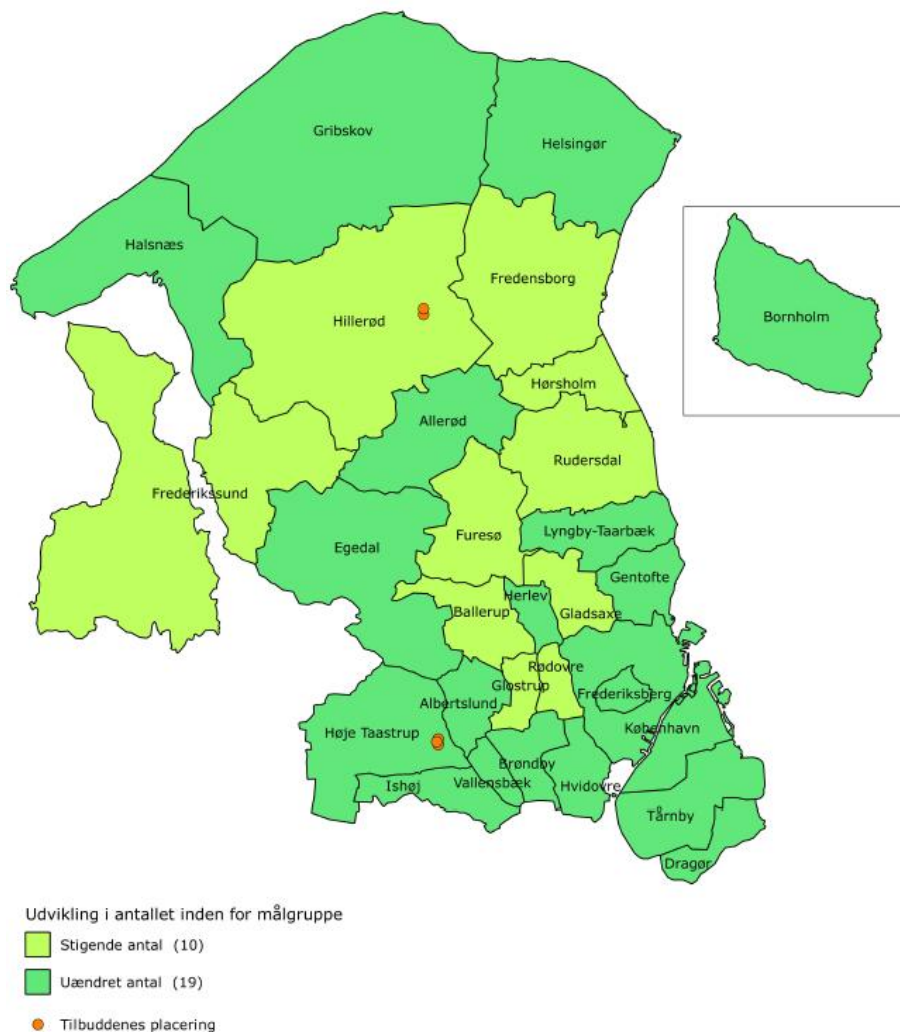 Gribskov
Helsingør
Halsnæs
Fredensborg
Bornholm
Hillerød
Hørsholm
Allerød
Rudersdal
Frederikssund
Lyngby-Taarbæk
Furesø
Egedal
Gentofte
Herlev
Ballerup
Gladsaxe
Rødovre
Glostrup
Frederiksberg
Albertslund
København
Høje Taastrup
Brøndby
Ishøj
Vallensbæk
Hvidovre
Tårnby
Dragør
Udvikling i antallet inden for målgruppe
Stigende antal (10)
Uændret antal (19)
Tilbuddenes placering